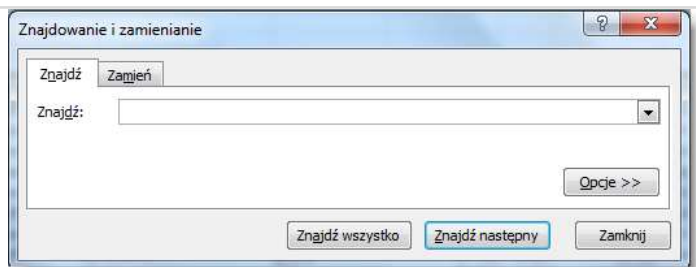 Znajdowanie i zamienianie
Znajdź Zamień
Znajdź:
Opcje >>
Znajdź wszystko Znajdź następny Zamknij